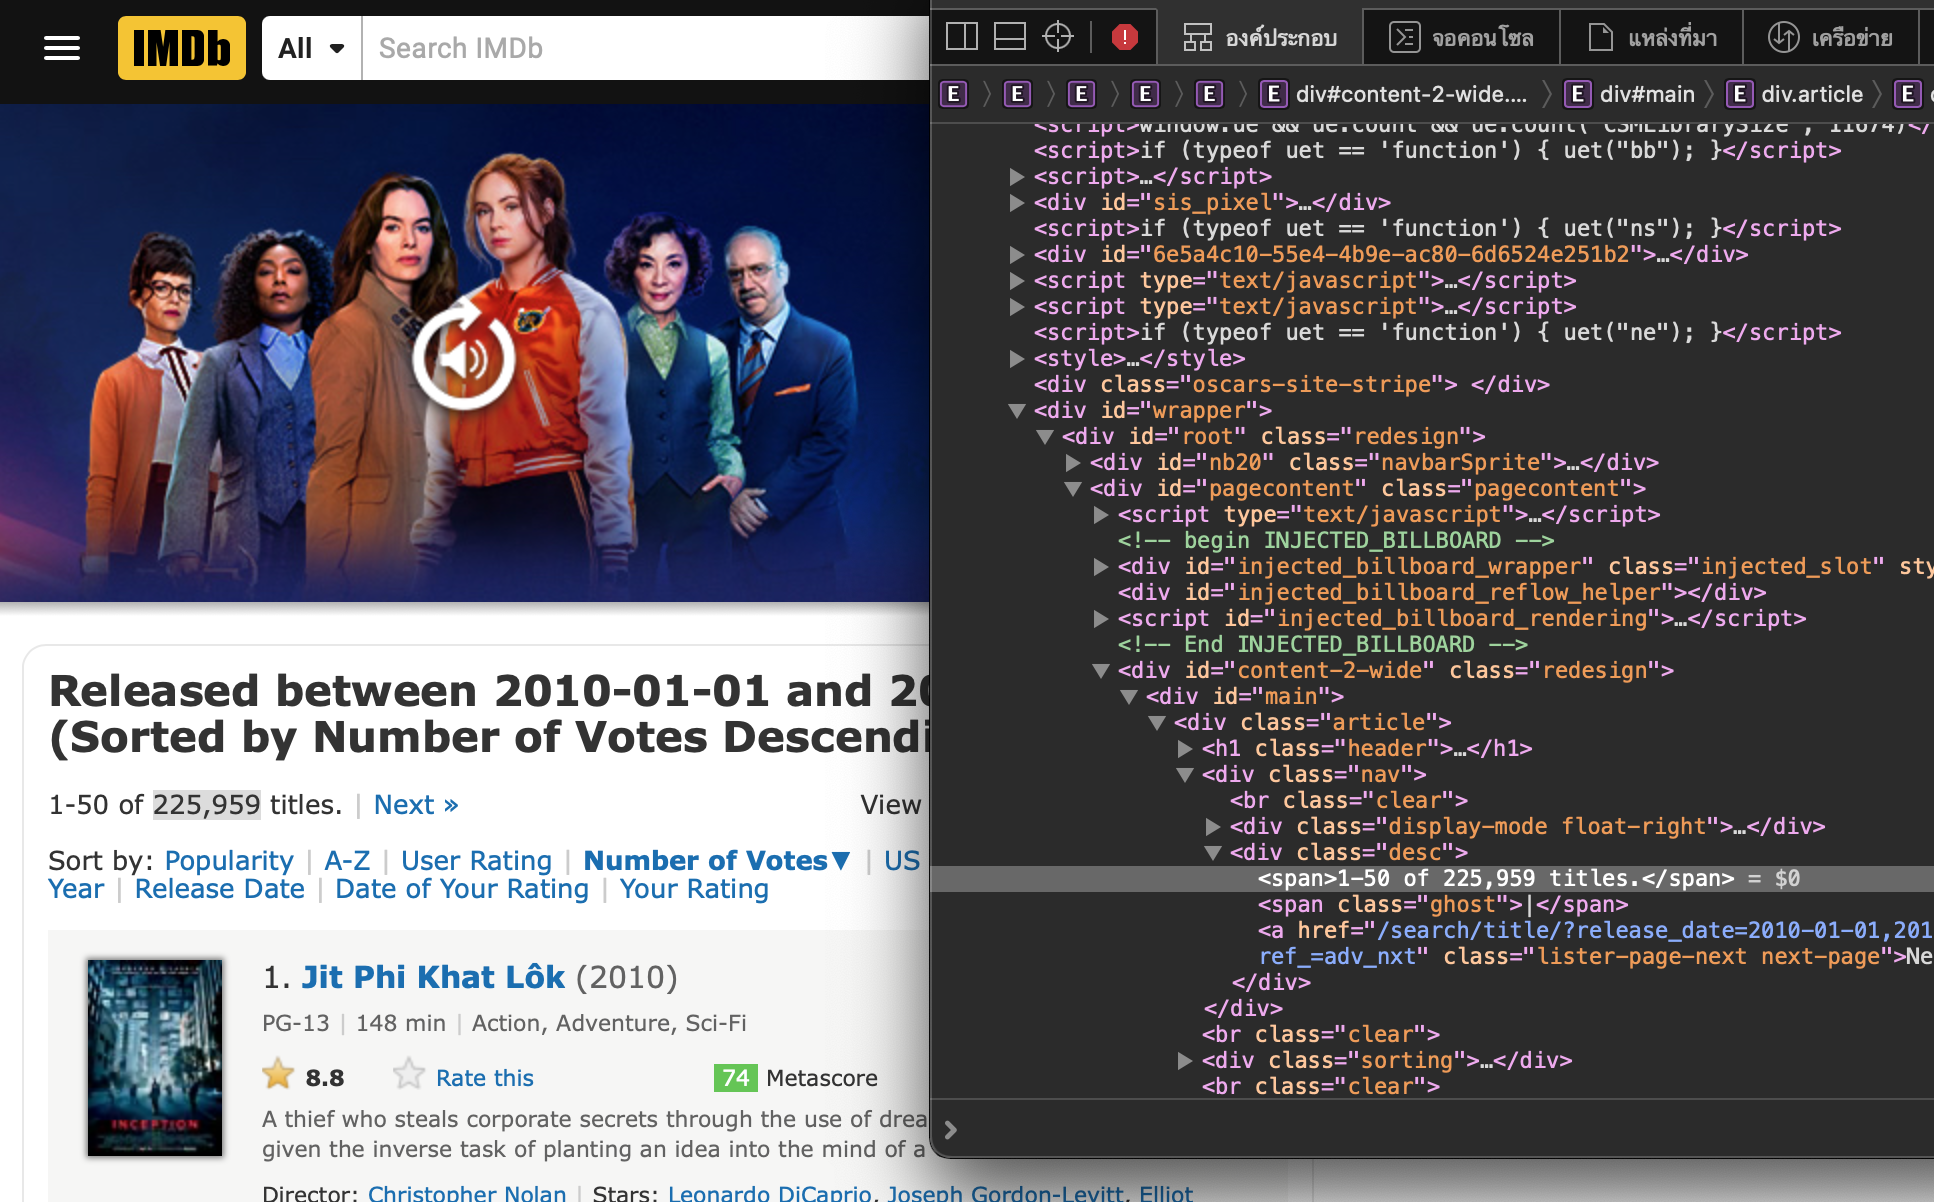 IMDb All Search IMDb
Released between 2010-01-01 and 20
(Sorted by Number of Votes Descendi
1-50 of 225,959 titles. | Next » View
Sort by: Popularity | A-Z | User Rating | Number of Votes▼ | US
Year | Release Date | Date of Your Rating | Your Rating
1. Jit Phi Khat Lôk (2010)
PG-13 | 148 min | Action, Adventure, Sci-Fi
8.8 Rate this 74 Metascore
INCEPTION
A thief who steals corporate secrets through the use of drea
given the inverse task of planting an idea into the mind of a
Director: Christopher Nolan | Stars: Leonardo DiCaprio, Joseph Gordon-Levitt, Elliot
องค์ประกอบ จอคอนโซล แหล่งที่มา เครือข่าย
E E E E E E div#content-2-wide.... E div#main E div.article E
<script>window.ue && ue.count && ue.count('CSMLibrarySize', 11674)</
<script>if (typeof uet == 'function') { uet("bb"); }</script>
<script>…</script>
<div id="sis_pixel">…</div>
<script>if (typeof uet == 'function') { uet("ns"); }</script>
<div id="6e5a4c10-55e4-4b9e-ac80-6d6524e251b2">…</div>
<script type="text/javascript">…</script>
<script type="text/javascript">…</script>
<script>if (typeof uet == 'function') { uet("ne"); }</script>
<style>…</style>
<div class="oscars-site-stripe"> </div>
<div id="wrapper">
<div id="root" class="redesign">
<div id="nb20" class="navbarSprite">…</div>
<div id="pagecontent" class="pagecontent">
<script type="text/javascript">…</script>
<!-- begin INJECTED_BILLBOARD -->
<div id="injected_billboard_wrapper" class="injected_slot" sty
<div id="injected_billboard_reflow_helper"></div>
<script id="injected_billboard_rendering">…</script>
<!-- End INJECTED_BILLBOARD -->
<div id="content-2-wide" class="redesign">
<div id="main">
<div class="article">
<h1 class="header">…</h1>
<div class="nav">
<br class="clear">
<div class="display-mode float-right">…</div>
<div class="desc">
<span>1-50 of 225,959 titles.</span> = $0
<span class="ghost">|</span>
<a href="/search/title/?release_date=2010-01-01,201
ref_=adv_nxt" class="lister-page-next next-page">Ne
</div>
</div>
<br class="clear">
<div class="sorting">…</div>
<br class="clear">